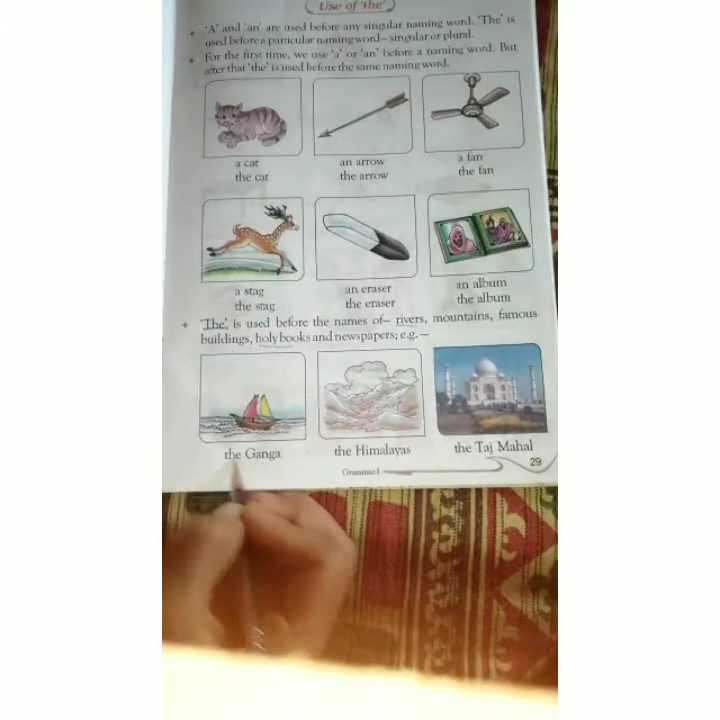 Use of 'the'
'A' and 'an' are used before any singular naming word. 'The' is
used before a particular naming word– singular or plural.
For the first time, we use 'a' or 'an' before a naming word. But
after that 'the' is used before the same naming word.
a cat an arrow a fan
the cat the arrow the fan
a stag an eraser an album
the stag the eraser the album
'The' is used before the names of– rivers, mountains, famous
buildings, holy books and newspapers; e.g. –
the Ganga the Himalayas the Taj Mahal
29